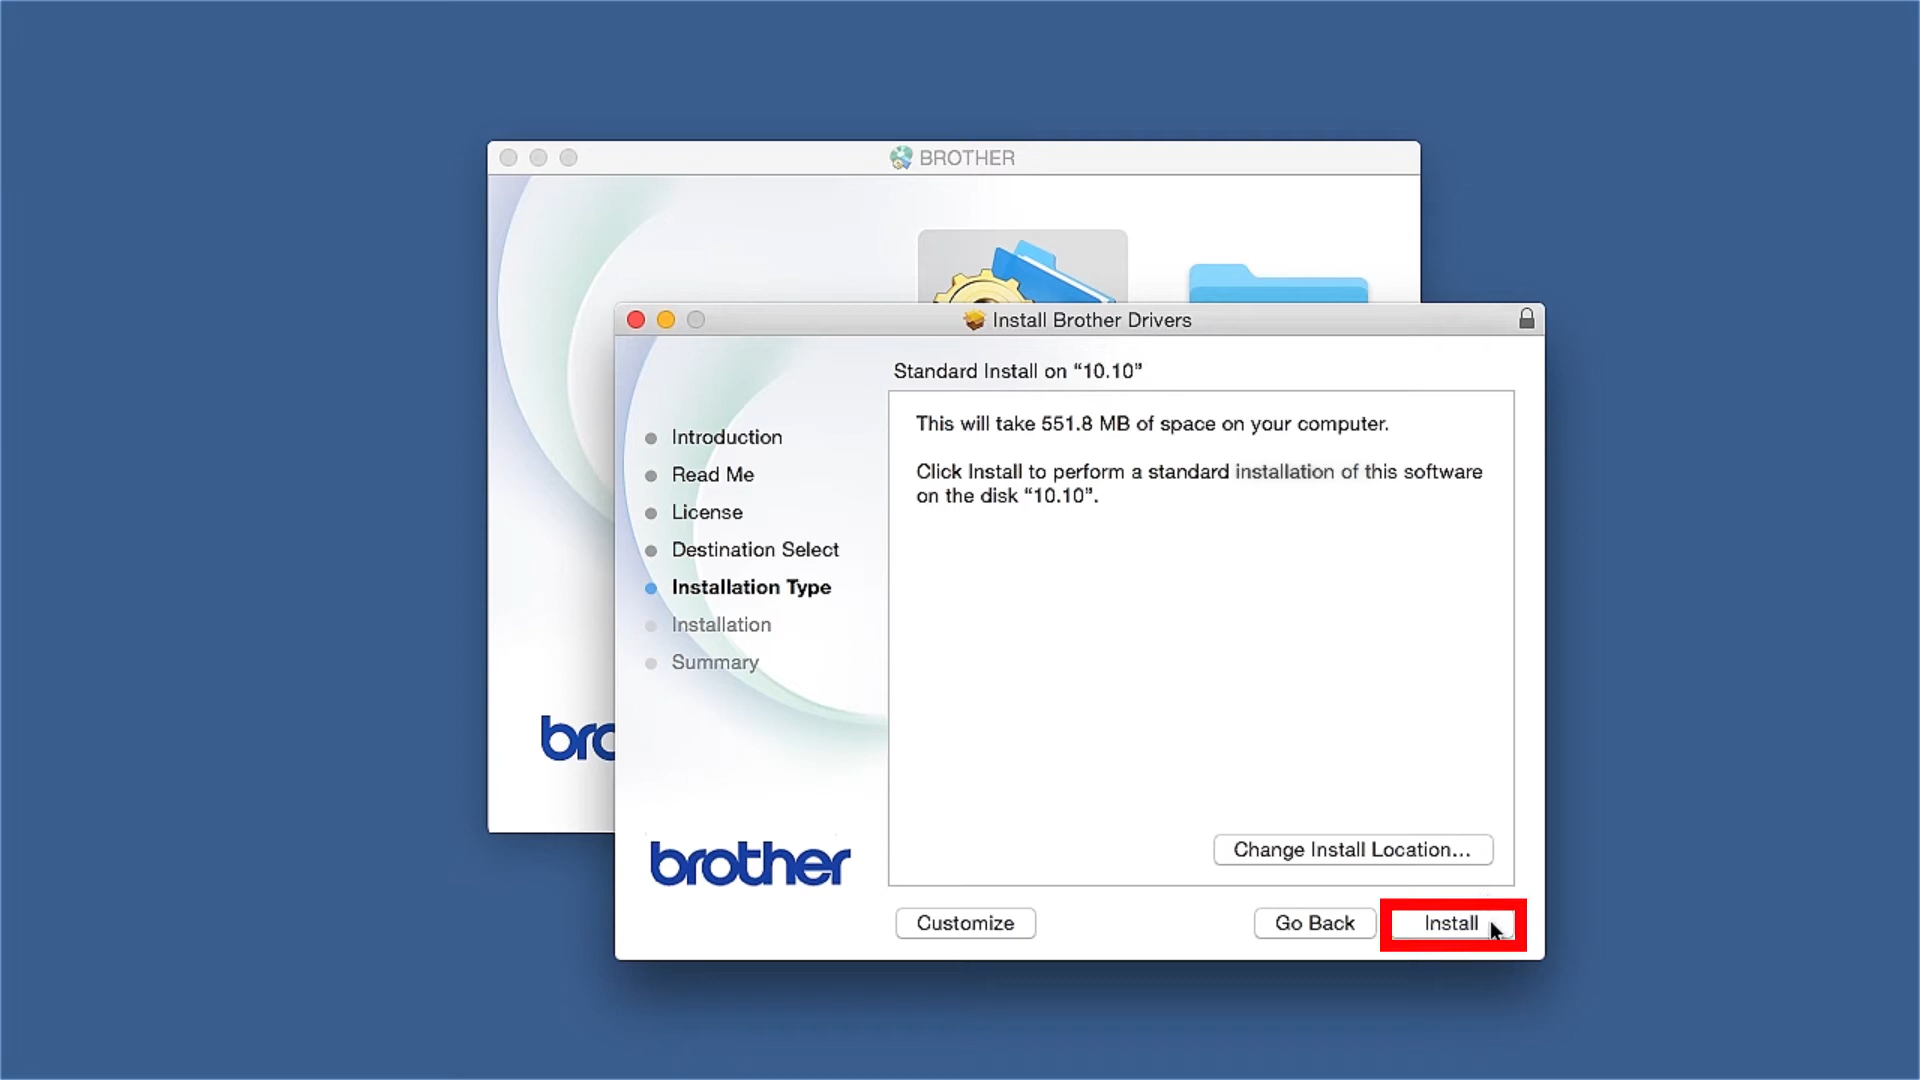 BROTHER
Install Brother Drivers
Standard Install on “10.10”
This will take 551.8 MB of space on your computer.
Click Install to perform a standard installation of this software
on the disk “10.10”.
Introduction
Read Me
License
Destination Select
Installation Type
Installation
Summary
bro
brother
Change Install Location...
Customize
Go Back
Install